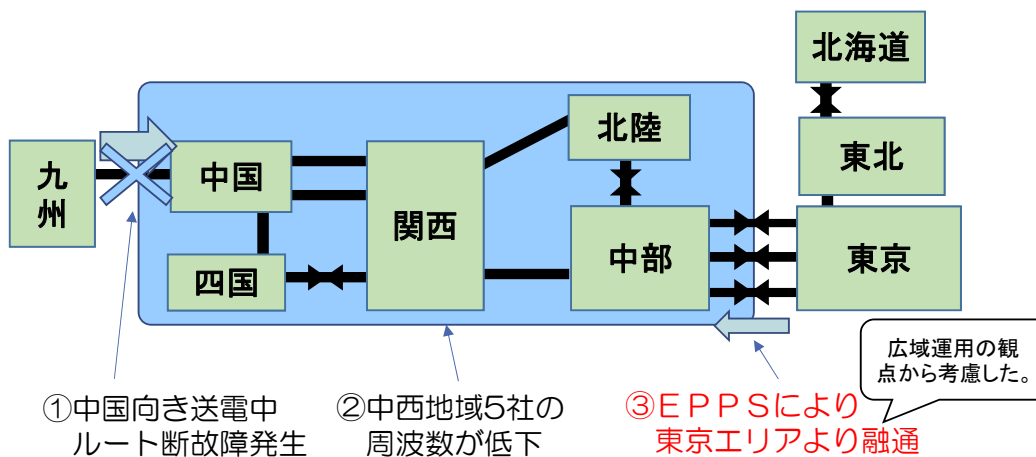 北海道
東北
東京
北陸
中部
関西
中国
四国
九
州
広域運用の観
点から考慮した。
①中国向き送電中
ルート断故障発生
②中西地域5社の
周波数が低下
③ＥＰＰＳにより
東京エリアより融通